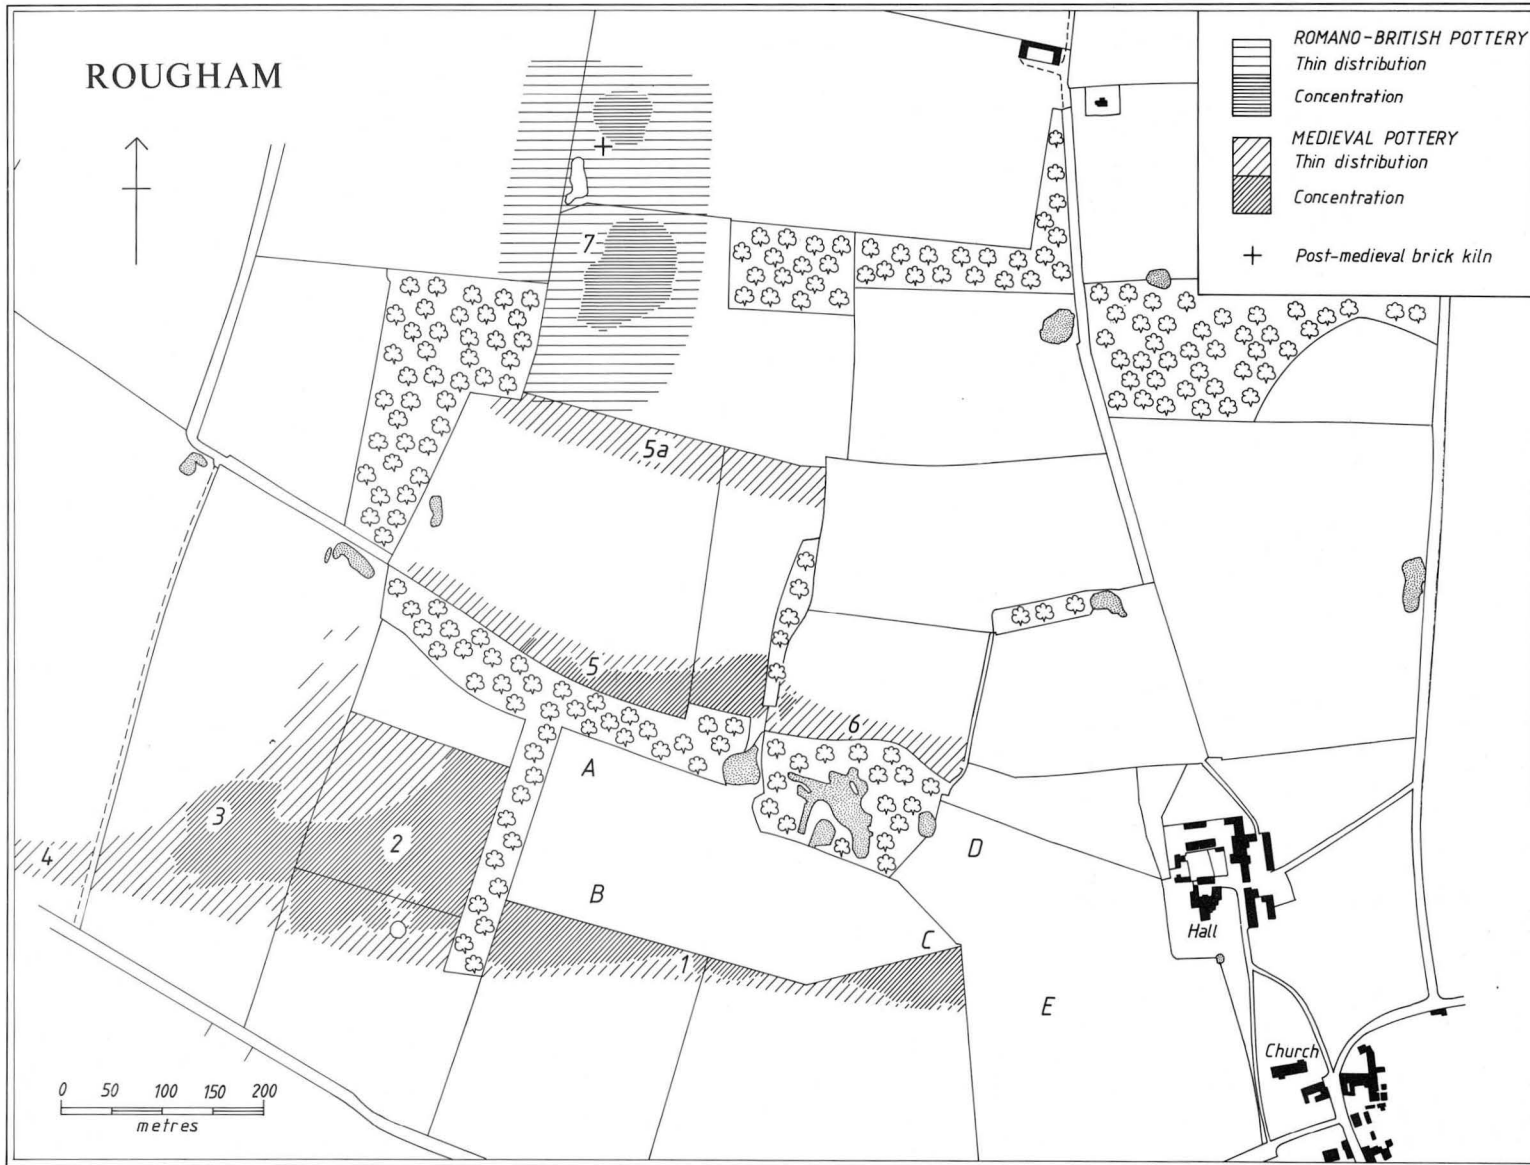 ROUGHAM
ROMANO-BRITISH POTTERY
Thin distribution
Concentration
MEDIEVAL POTTERY
Thin distribution
Concentration
+ Post-medieval brick kiln
7
5a
5
6
A
3
2
4
D
B
Hall
C
1
E
Church
0 50 100 150 200
metres